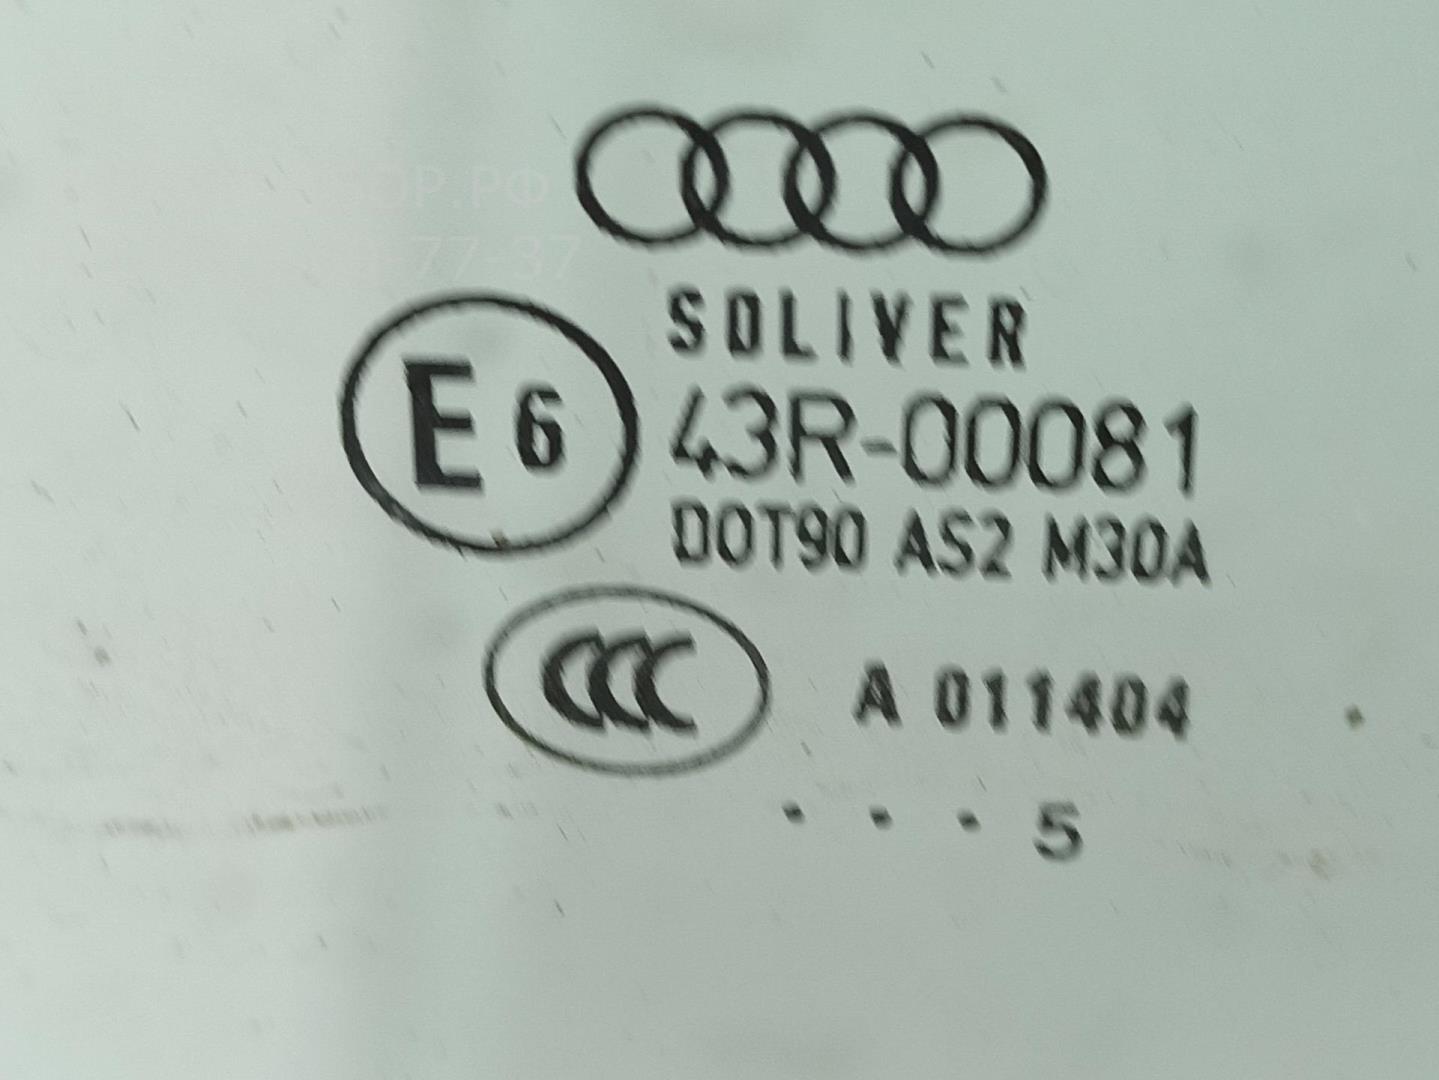 SOLIVER
E 6
43R-00081
DOT90 AS2 M30A
CCC
A 011404
. . . 5